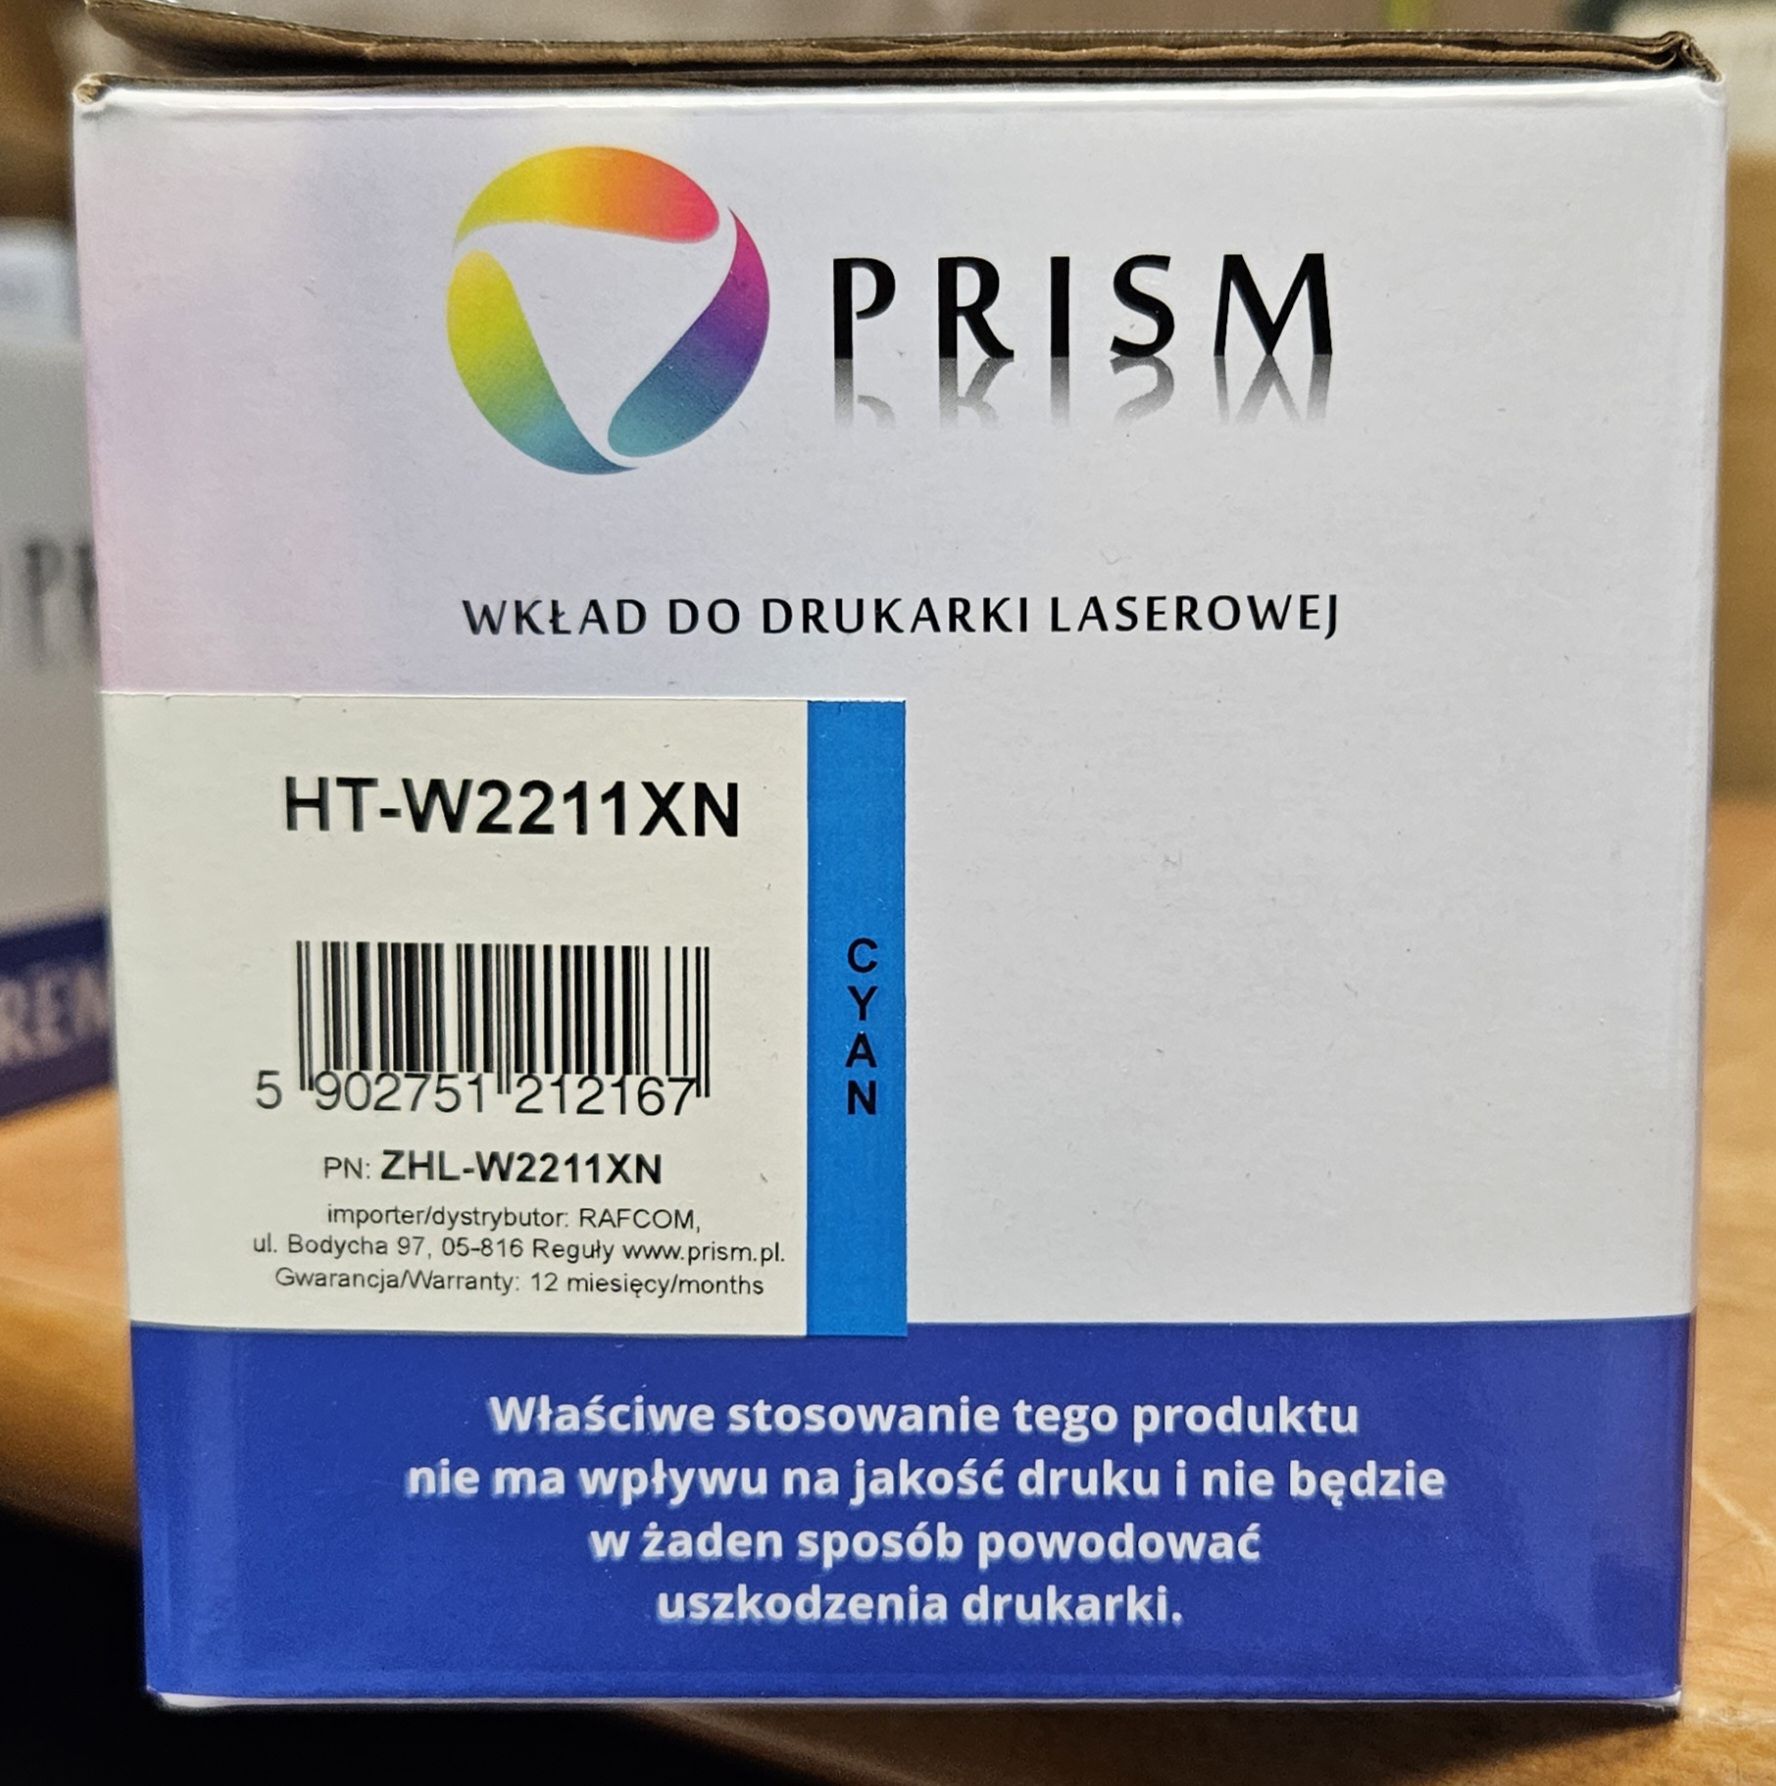 PRISM
WKŁAD DO DRUKARKI LASEROWEJ
HT-W2211XN
CYAN
5 902751 212167
PN: ZHL-W2211XN
importer/dystrybutor: RAFCOM,
ul. Bodycha 97, 05-816 Reguły www.prism.pl.
Gwarancja/Warranty: 12 miesięcy/months
Właściwe stosowanie tego produktu
nie ma wpływu na jakość druku i nie będzie
w żaden sposób powodować
uszkodzenia drukarki.